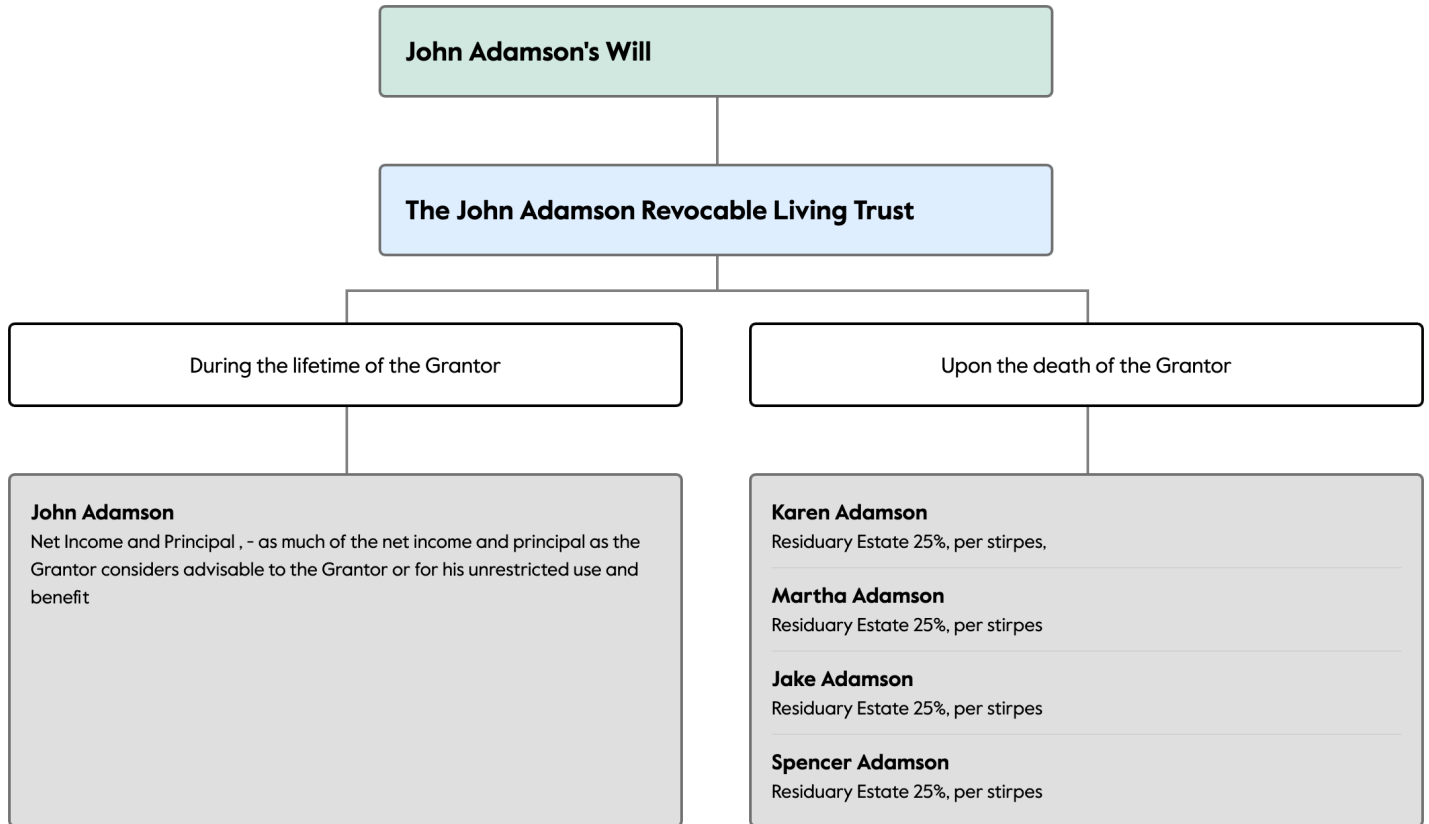 John Adamson's Will
The John Adamson Revocable Living Trust
During the lifetime of the Grantor
Upon the death of the Grantor
John Adamson
Net Income and Principal , - as much of the net income and principal as the
Grantor considers advisable to the Grantor or for his unrestricted use and
benefit
Karen Adamson
Residuary Estate 25%, per stirpes,
Martha Adamson
Residuary Estate 25%, per stirpes
Jake Adamson
Residuary Estate 25%, per stirpes
Spencer Adamson
Residuary Estate 25%, per stirpes